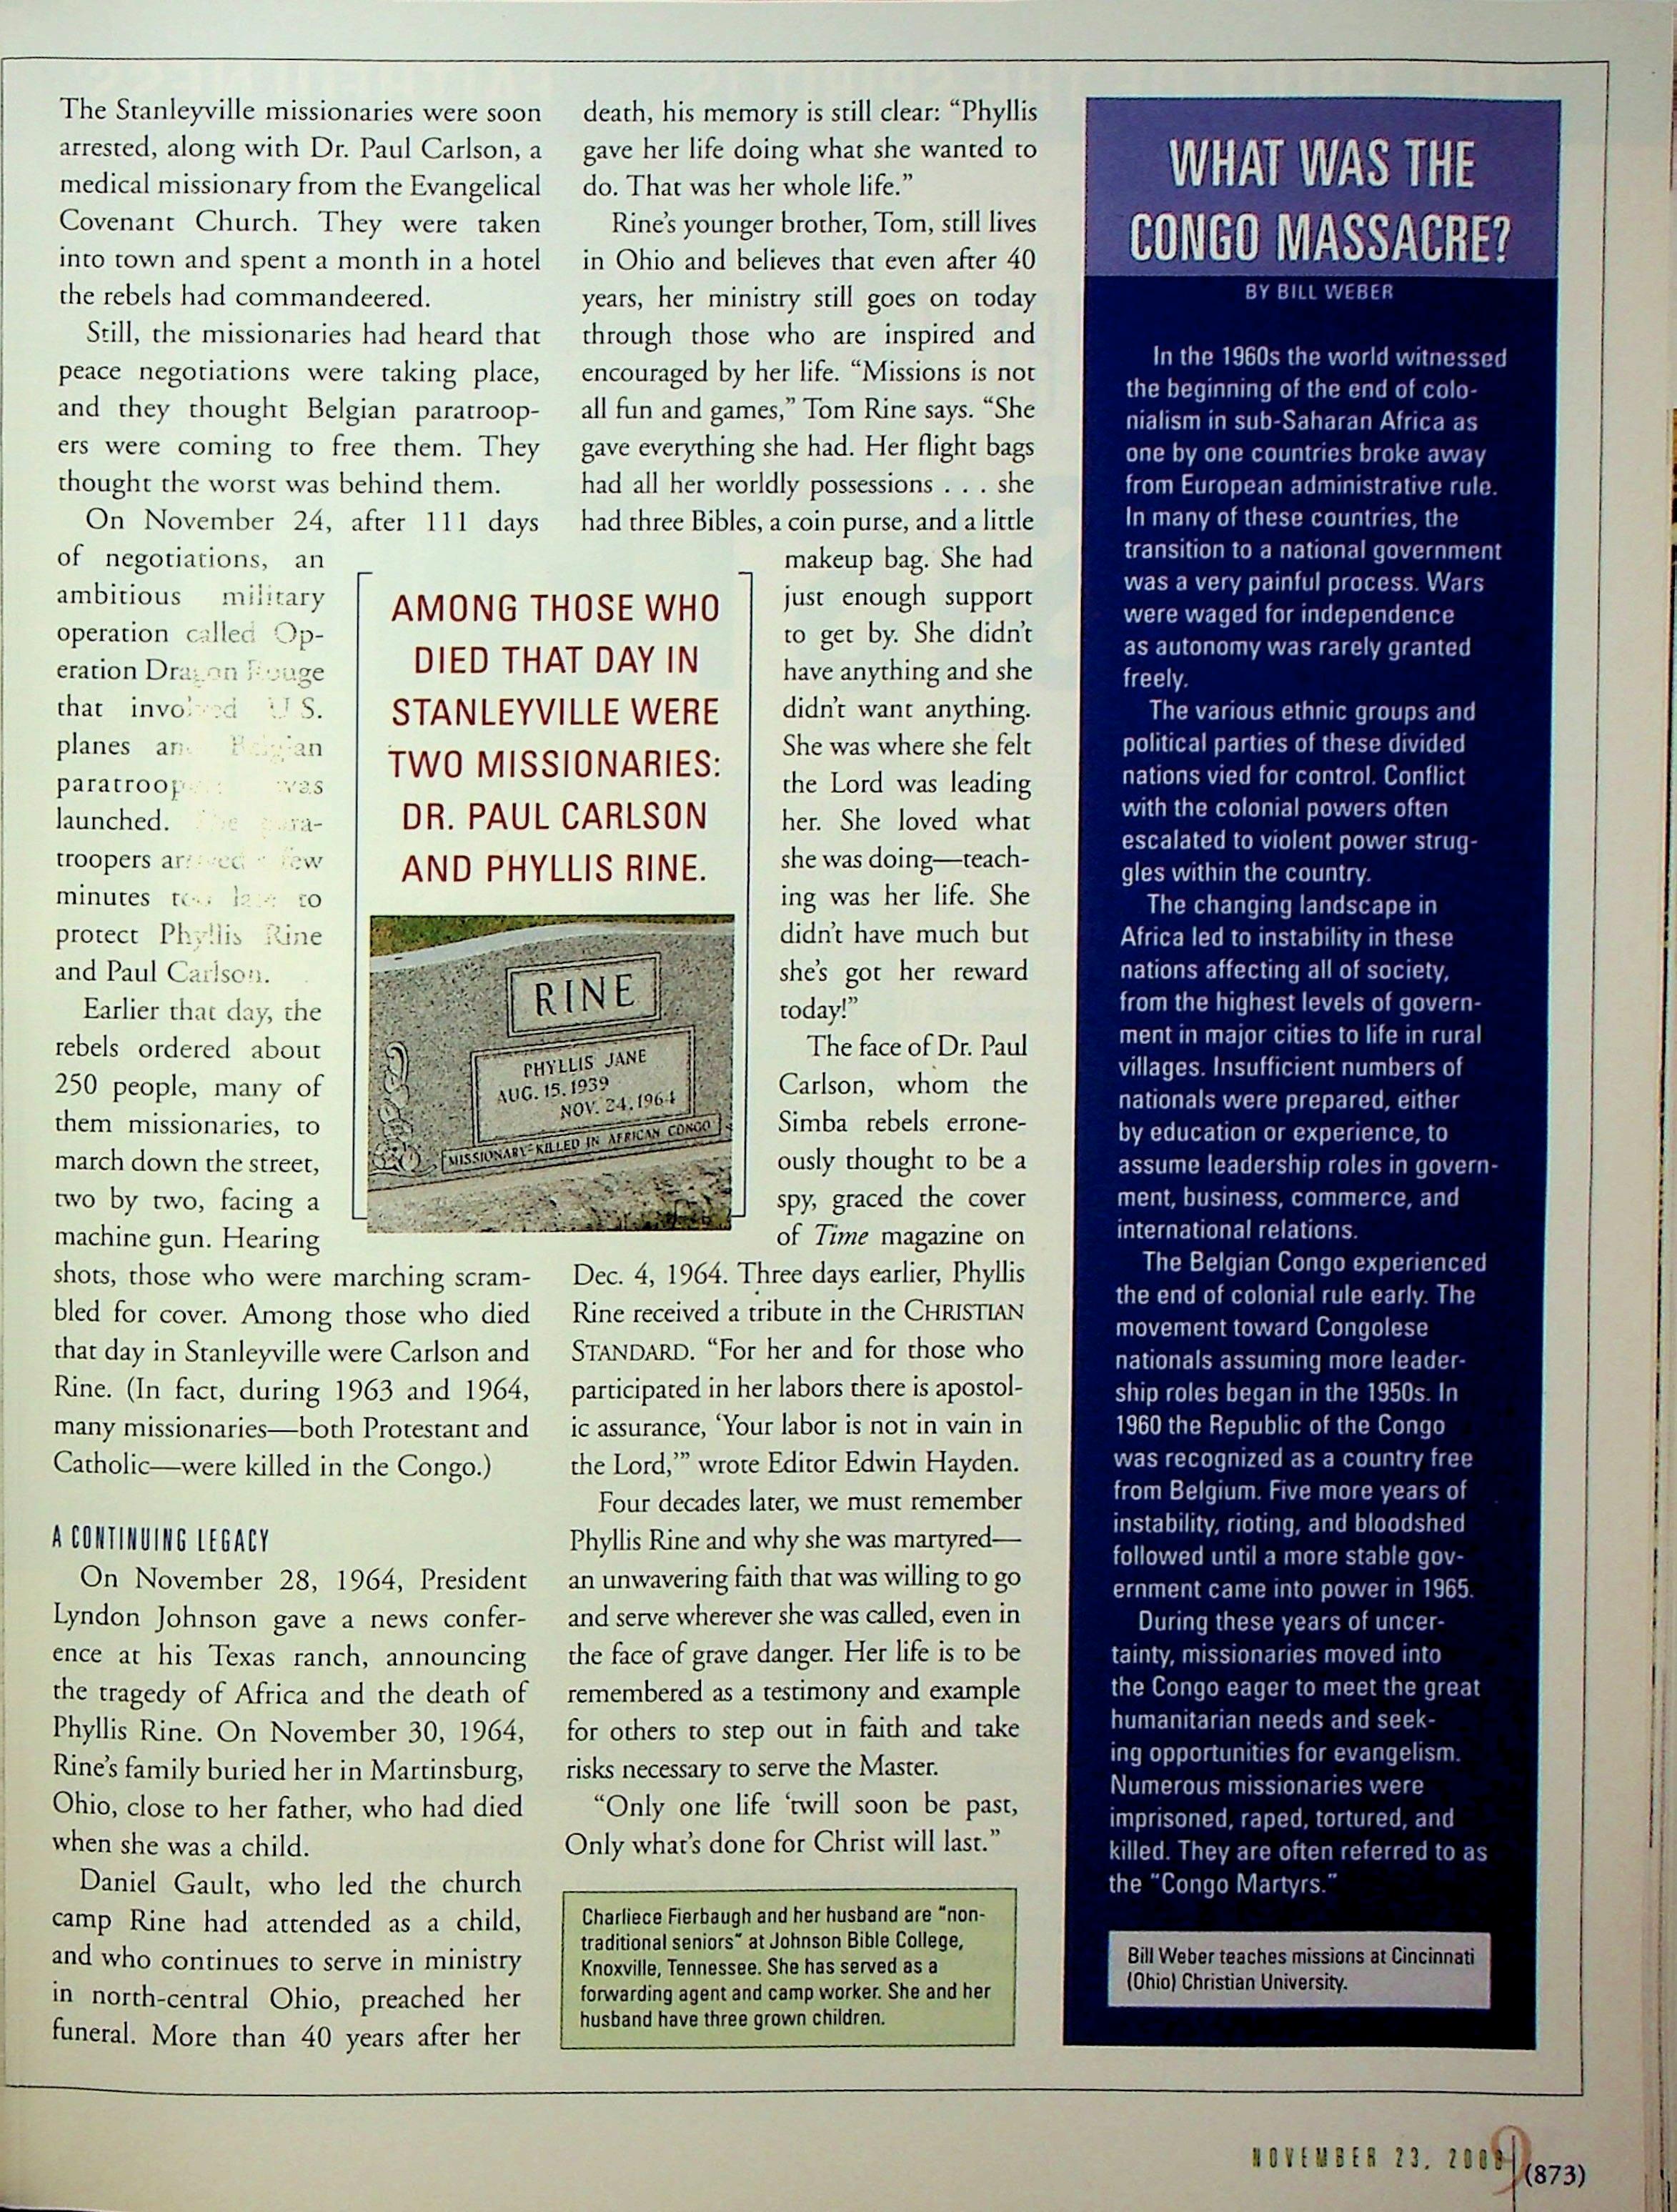 The Stanleyville missionaries were soon
arrested, along with Dr. Paul Carlson, a
medical missionary from the Evangelical
Covenant Church. They were taken
into town and spent a month in a hotel
the rebels had commandeered.
Still, the missionaries had heard that
peace negotiations were taking place,
and they thought Belgian paratroop-
ers were coming to free them. They
thought the worst was behind them.
On November 24, after 111 days
of negotiations, an
ambitious military
operation called Op-
eration Dragon Rouge
that involved U.S.
planes and Belgian
paratroop was
launched. The para-
troopers arrived a few
minutes too late to
protect Phyllis Rine
and Paul Carlson.
Earlier that day, the
rebels ordered about
250 people, many of
them missionaries, to
march down the street,
two by two, facing a
machine gun. Hearing
shots, those who were marching scram-
bled for cover. Among those who died
that day in Stanleyville were Carlson and
Rine. (In fact, during 1963 and 1964,
many missionaries—both Protestant and
Catholic—were killed in the Congo.)
A CONTINUING LEGACY
On November 28, 1964, President
Lyndon Johnson gave a news confer-
ence at his Texas ranch, announcing
the tragedy of Africa and the death of
Phyllis Rine. On November 30, 1964,
Rine's family buried her in Martinsburg,
Ohio, close to her father, who had died
when she was a child.
Daniel Gault, who led the church
camp Rine had attended as a child,
and who continues to serve in ministry
in north-central Ohio, preached her
funeral. More than 40 years after her
death, his memory is still clear: “Phyllis
gave her life doing what she wanted to
do. That was her whole life.”
Rine's younger brother, Tom, still lives
in Ohio and believes that even after 40
years, her ministry still goes on today
through those who are inspired and
encouraged by her life. “Missions is not
all fun and games,” Tom Rine says. “She
gave everything she had. Her flight bags
had all her worldly possessions . . . she
had three Bibles, a coin purse, and a little
makeup bag. She had
just enough support
to get by. She didn't
have anything and she
didn't want anything.
She was where she felt
the Lord was leading
her. She loved what
she was doing—teach-
ing was her life. She
didn't have much but
she's got her reward
today!”
The face of Dr. Paul
Carlson, whom the
Simba rebels errone-
ously thought to be a
spy, graced the cover
of Time magazine on
Dec. 4, 1964. Three days earlier, Phyllis
Rine received a tribute in the CHRISTIAN
STANDARD. “For her and for those who
participated in her labors there is apostol-
ic assurance, ‘Your labor is not in vain in
the Lord,’” wrote Editor Edwin Hayden.
Four decades later, we must remember
Phyllis Rine and why she was martyred—
an unwavering faith that was willing to go
and serve wherever she was called, even in
the face of grave danger. Her life is to be
remembered as a testimony and example
for others to step out in faith and take
risks necessary to serve the Master.
“Only one life ‘twill soon be past,
Only what's done for Christ will last.”
AMONG THOSE WHO
DIED THAT DAY IN
STANLEYVILLE WERE
TWO MISSIONARIES:
DR. PAUL CARLSON
AND PHYLLIS RINE.
RINE
PHYLLIS JANE
AUG. 15. 1939
NOV. 24. 1964
MISSIONARY-KILLED IN AFRICAN CONGO
Charliece Fierbaugh and her husband are “non-
traditional seniors” at Johnson Bible College,
Knoxville, Tennessee. She has served as a
forwarding agent and camp worker. She and her
husband have three grown children.
WHAT WAS THE
CONGO MASSACRE?
BY BILL WEBER
In the 1960s the world witnessed
the beginning of the end of colo-
nialism in sub-Saharan Africa as
one by one countries broke away
from European administrative rule.
In many of these countries, the
transition to a national government
was a very painful process. Wars
were waged for independence
as autonomy was rarely granted
freely.
The various ethnic groups and
political parties of these divided
nations vied for control. Conflict
with the colonial powers often
escalated to violent power strug-
gles within the country.
The changing landscape in
Africa led to instability in these
nations affecting all of society,
from the highest levels of govern-
ment in major cities to life in rural
villages. Insufficient numbers of
nationals were prepared, either
by education or experience, to
assume leadership roles in govern-
ment, business, commerce, and
international relations.
The Belgian Congo experienced
the end of colonial rule early. The
movement toward Congolese
nationals assuming more leader-
ship roles began in the 1950s. In
1960 the Republic of the Congo
was recognized as a country free
from Belgium. Five more years of
instability, rioting, and bloodshed
followed until a more stable gov-
ernment came into power in 1965.
During these years of uncer-
tainty, missionaries moved into
the Congo eager to meet the great
humanitarian needs and seek-
ing opportunities for evangelism.
Numerous missionaries were
imprisoned, raped, tortured, and
killed. They are often referred to as
the “Congo Martyrs.”
Bill Weber teaches missions at Cincinnati
(Ohio) Christian University.
NOVEMBER 23, 2008
9
(873)